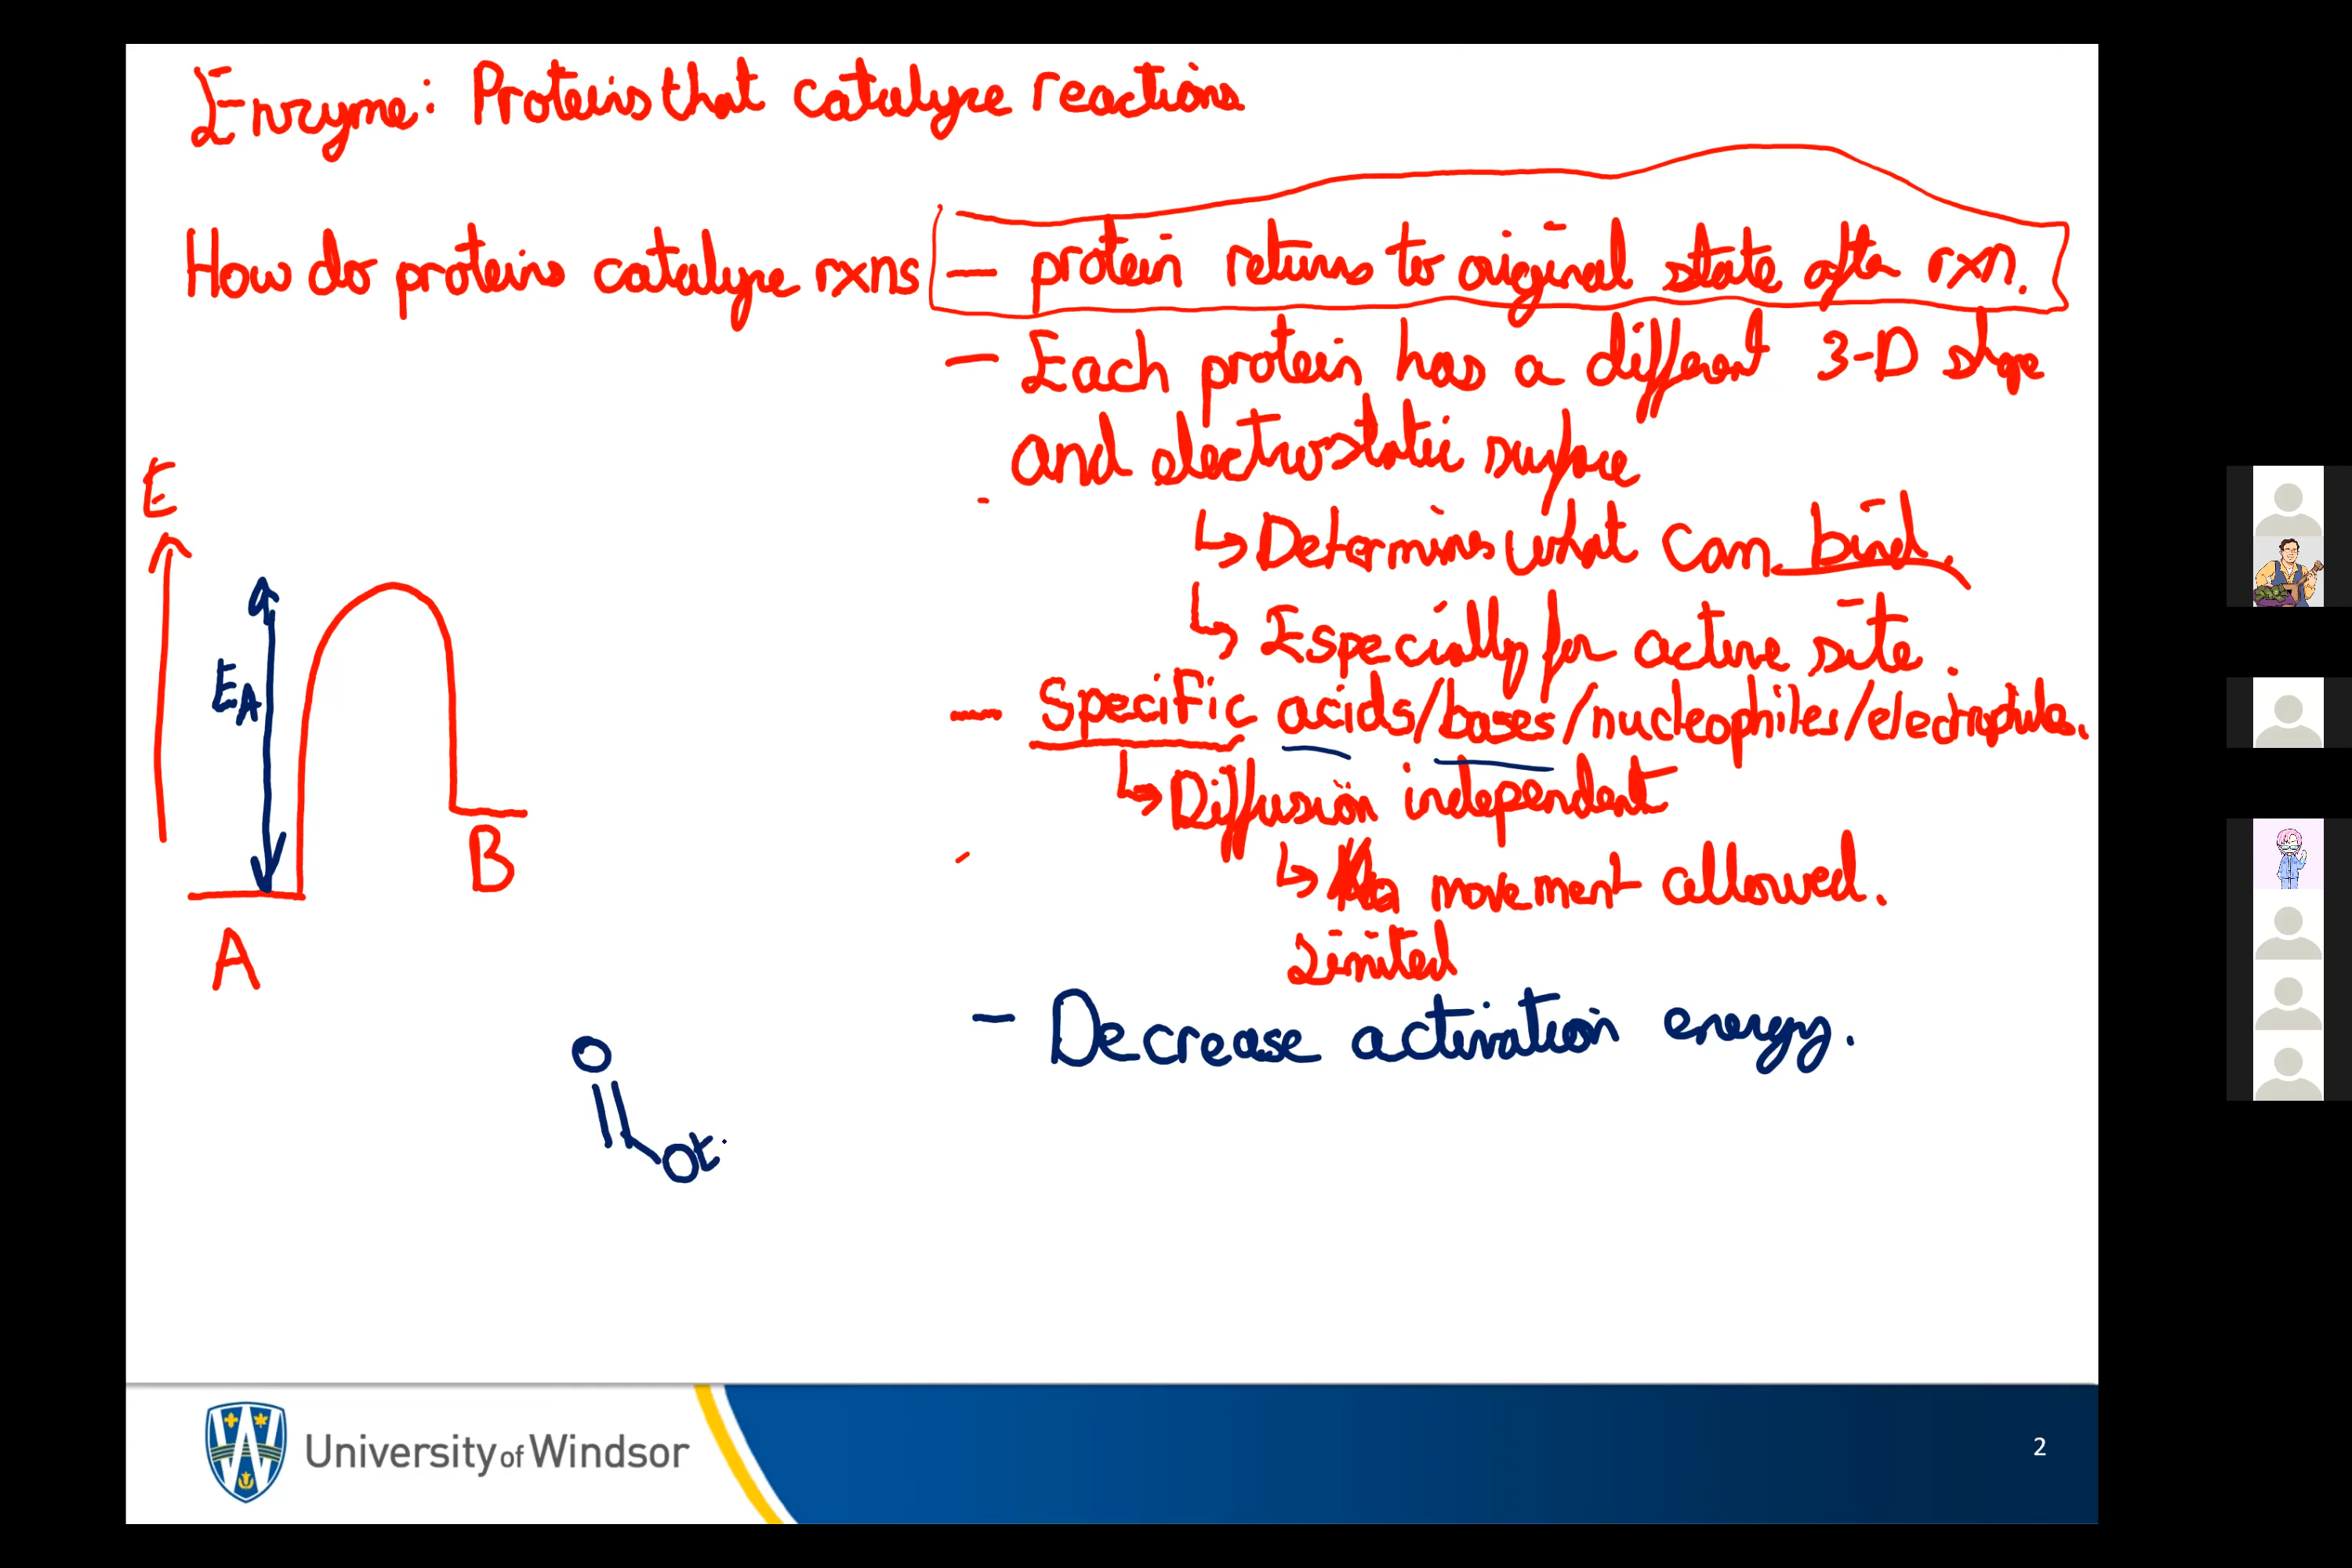 Enzyme: Proteins that catalyze reactions
How do proteins catalyze rxns - protein returns to original state after rxn.
- Each protein has a different 3-D shape
and electrostatic surface
↳ Determines what can bind.
↳ Especially for active site.
- Specific acids/bases/nucleophiles/electrophiles.
↳ Diffusion independent
↳ movement allowed.
Limited
- Decrease activation energy.
E
EA
A
B
O
University of Windsor
2